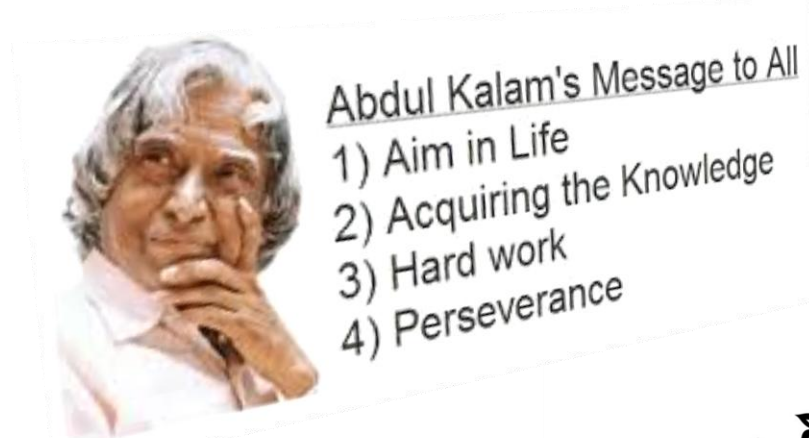 Abdul Kalam's Message to All
1) Aim in Life
2) Acquiring the Knowledge
3) Hard work
4) Perseverance